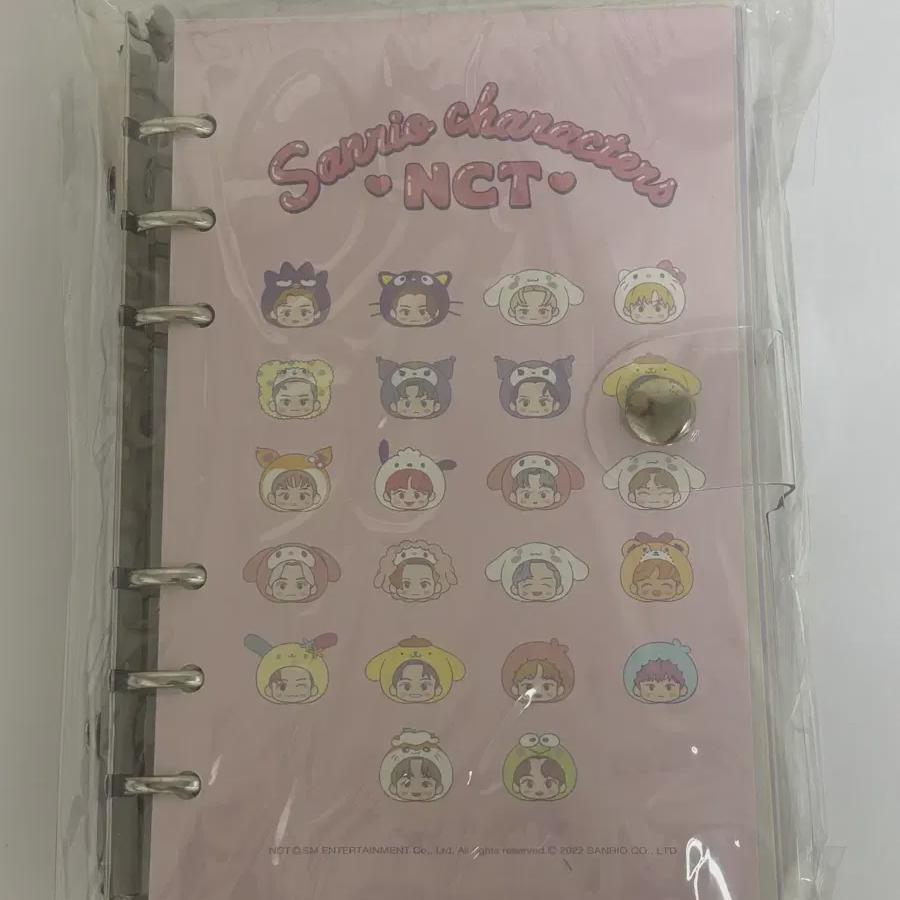 Sanrio characters
NCT
NCT © SM ENTERTAINMENT Co., Ltd. All rights reserved. © 2022 SANRIO CO., LTD